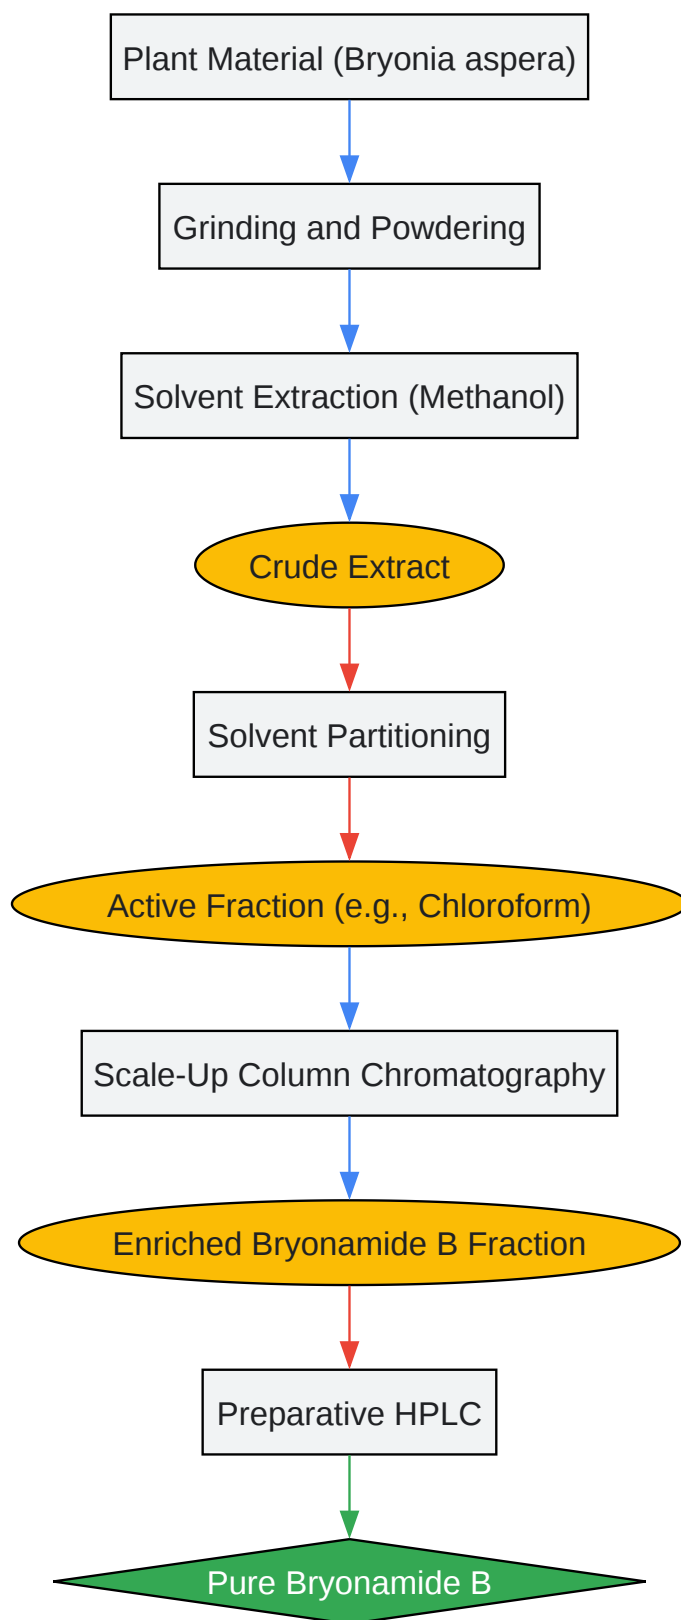 Plant Material (Bryonia aspera)
Grinding and Powdering
Solvent Extraction (Methanol)
Crude Extract
Solvent Partitioning
Active Fraction (e.g., Chloroform)
Scale-Up Column Chromatography
Enriched Bryonamide B Fraction
Preparative HPLC
Pure Bryonamide B